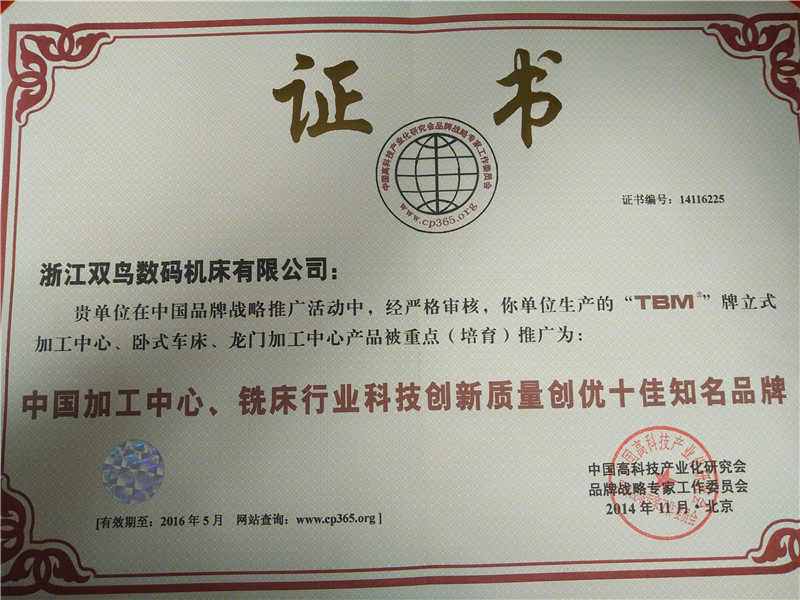 证书
中国高科技产业化研究会品牌战略专家工作委员会
www.cp365.org
证书编号：14116225
浙江双鸟数码机床有限公司：
贵单位在中国品牌战略推广活动中，经严格审核，你单位生产的“TBM®”牌立式
加工中心、卧式车床、龙门加工中心产品被重点（培育）推广为：
中国加工中心、铣床行业科技创新质量创优十佳知名品牌
中国高科技产业化研究会
品牌战略专家工作委员会
2014年11月·北京
[有效期至：2016年5月 网站查询：www.cp365.org]